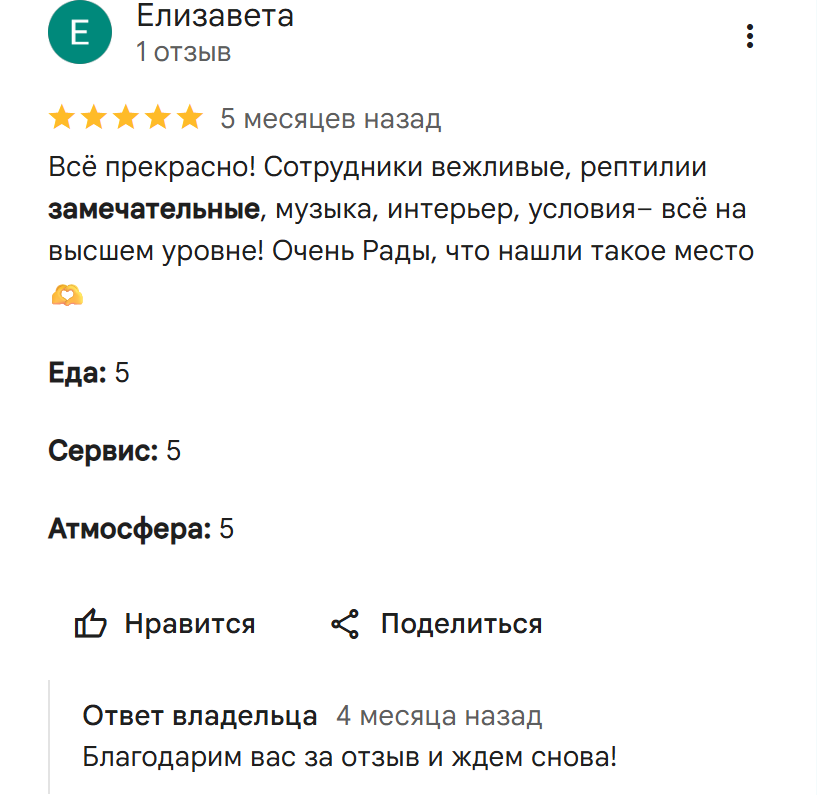 Е
Елизавета
1 отзыв
5 месяцев назад
Всё прекрасно! Сотрудники вежливые, рептилии
замечательные, музыка, интерьер, условия– всё на
высшем уровне! Очень Рады, что нашли такое место
🫶
Еда: 5
Сервис: 5
Атмосфера: 5
Нравится
Поделиться
Ответ владельца 4 месяца назад
Благодарим вас за отзыв и ждем снова!